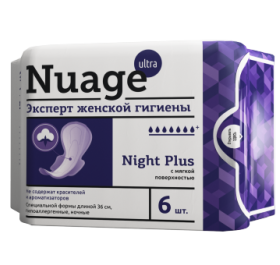 Nuage
ultra
Эксперт женской гигиены
Night Plus
с мягкой
поверхностью
Не содержат красителей
и ароматизаторов
Специальной формы длиной 36 см,
гипоаллергенные, ночные
6 шт.